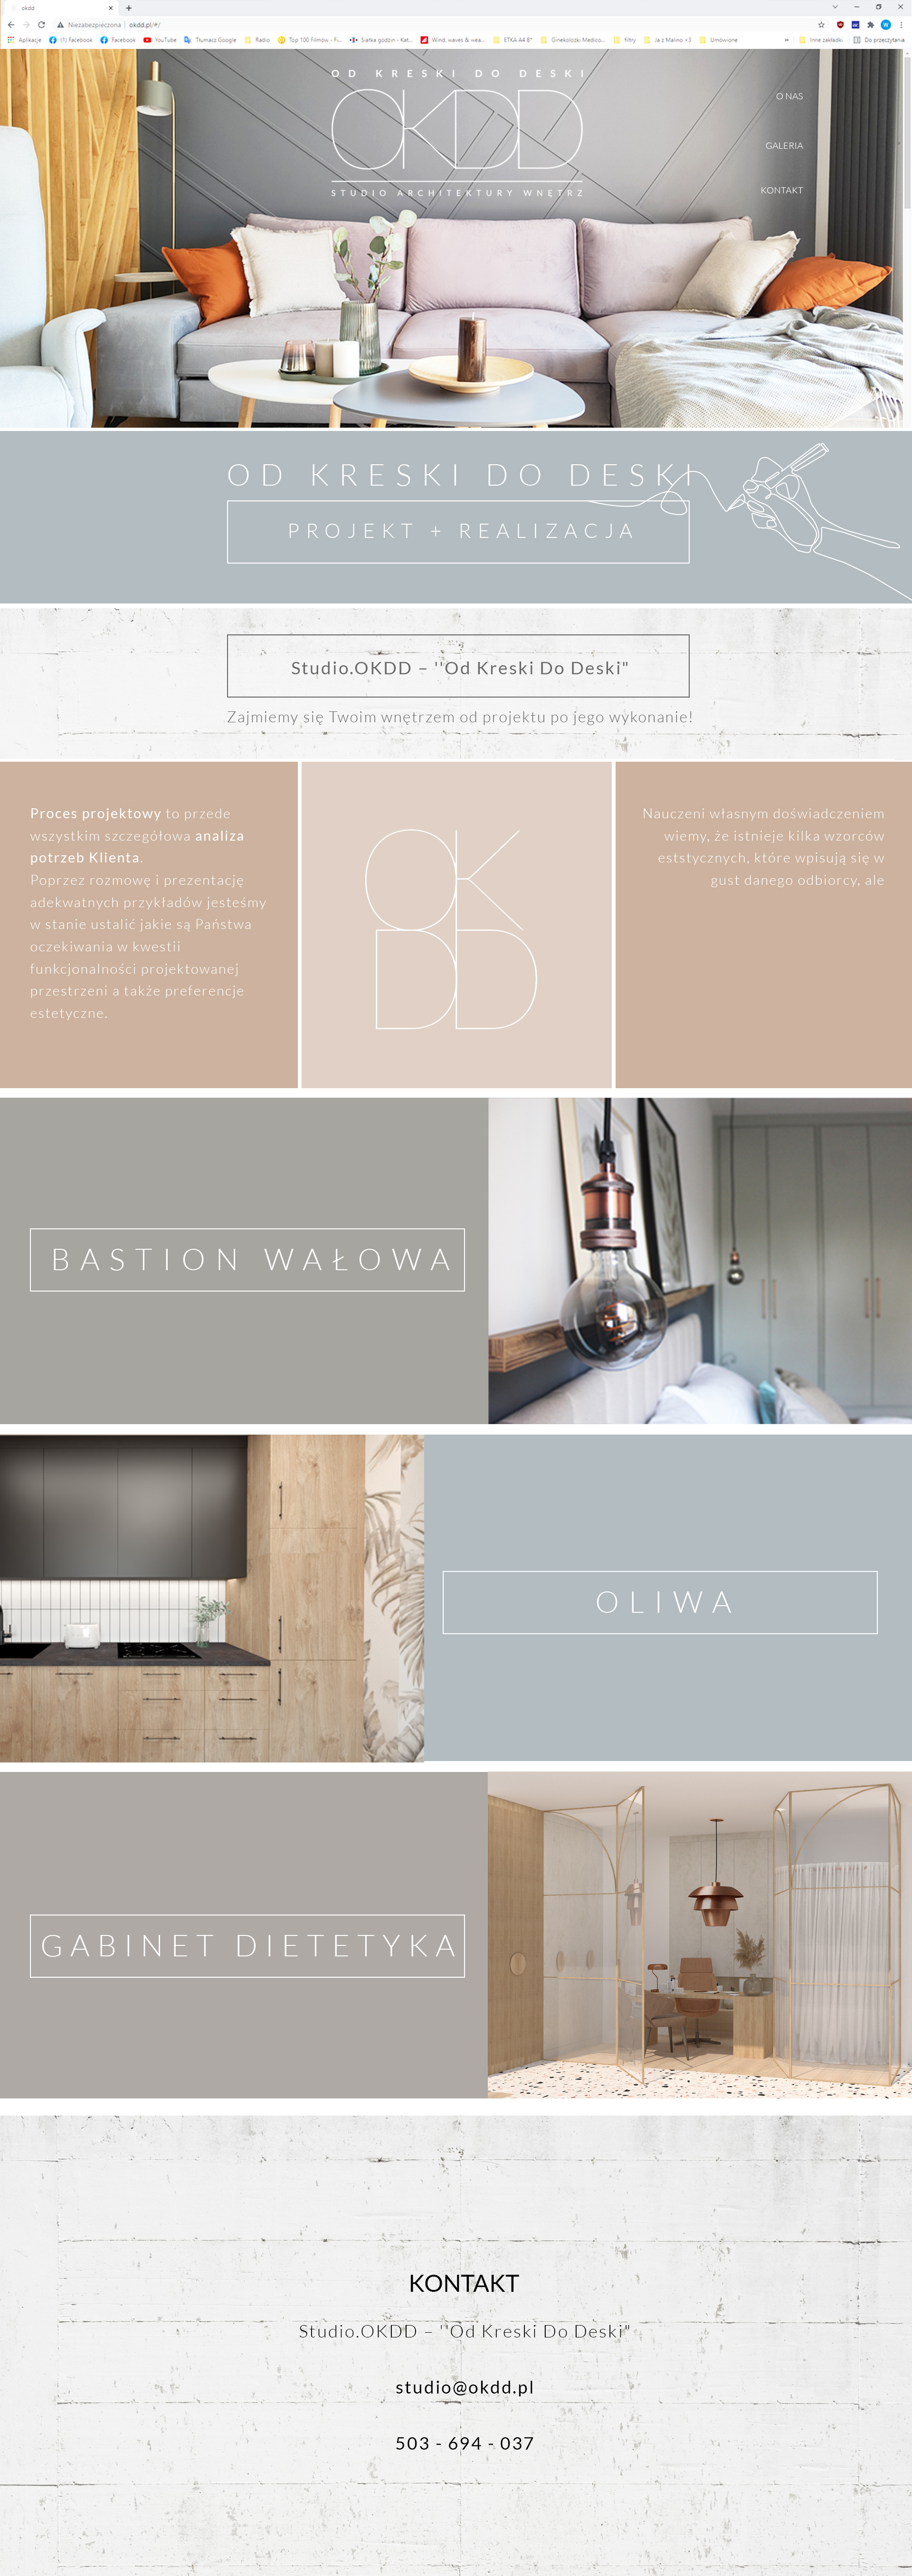 okdd
Niezabezpieczona
okdd.pl/#/
Aplikacje
(1) Facebook
Facebook
YouTube
Tłumacz Google
Radio
Top 100 Filmów - Fi...
Siatka godzin - Kat...
Wind, waves & wea...
ETKA A4 8"
Ginekolożki Medico...
filtry
Ja z Malino <3
Umówione
»
Inne zakładki
Do przeczytania
OD KRESKI DO DESKI
OKDD
STUDIO ARCHITEKTURY WNĘTRZ
O NAS
GALERIA
KONTAKT
OD KRESKI DO DESKI
PROJEKT + REALIZACJA
Studio.OKDD – ''Od Kreski Do Deski"
Zajmiemy się Twoim wnętrzem od projektu po jego wykonanie!
Proces projektowy to przede
wszystkim szczegółowa analiza
potrzeb Klienta.
Poprzez rozmowę i prezentację
adekwatnych przykładów jesteśmy
w stanie ustalić jakie są Państwa
oczekiwania w kwestii
funkcjonalności projektowanej
przestrzeni a także preferencje
estetyczne.
OK
DD
Nauczeni własnym doświadczeniem
wiemy, że istnieje kilka wzorców
eststycznych, które wpisują się w
gust danego odbiorcy, ale
BASTION WAŁOWA
OLIWA
GABINET DIETETYKA
KONTAKT
Studio.OKDD – ''Od Kreski Do Deski"
studio@okdd.pl
503 - 694 - 037